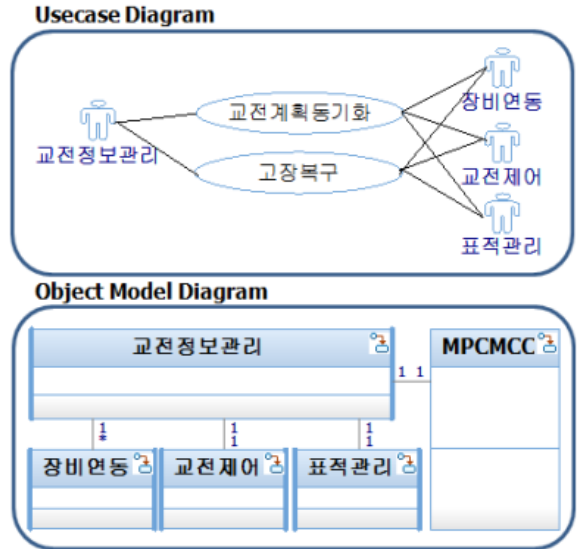 Usecase Diagram
교전계획동기화
장비연동
교전정보관리
고장복구
교전제어
표적관리
Object Model Diagram
교전정보관리
MPCMCC
1 1
1 1 1
* 1 1
장비연동 교전제어 표적관리